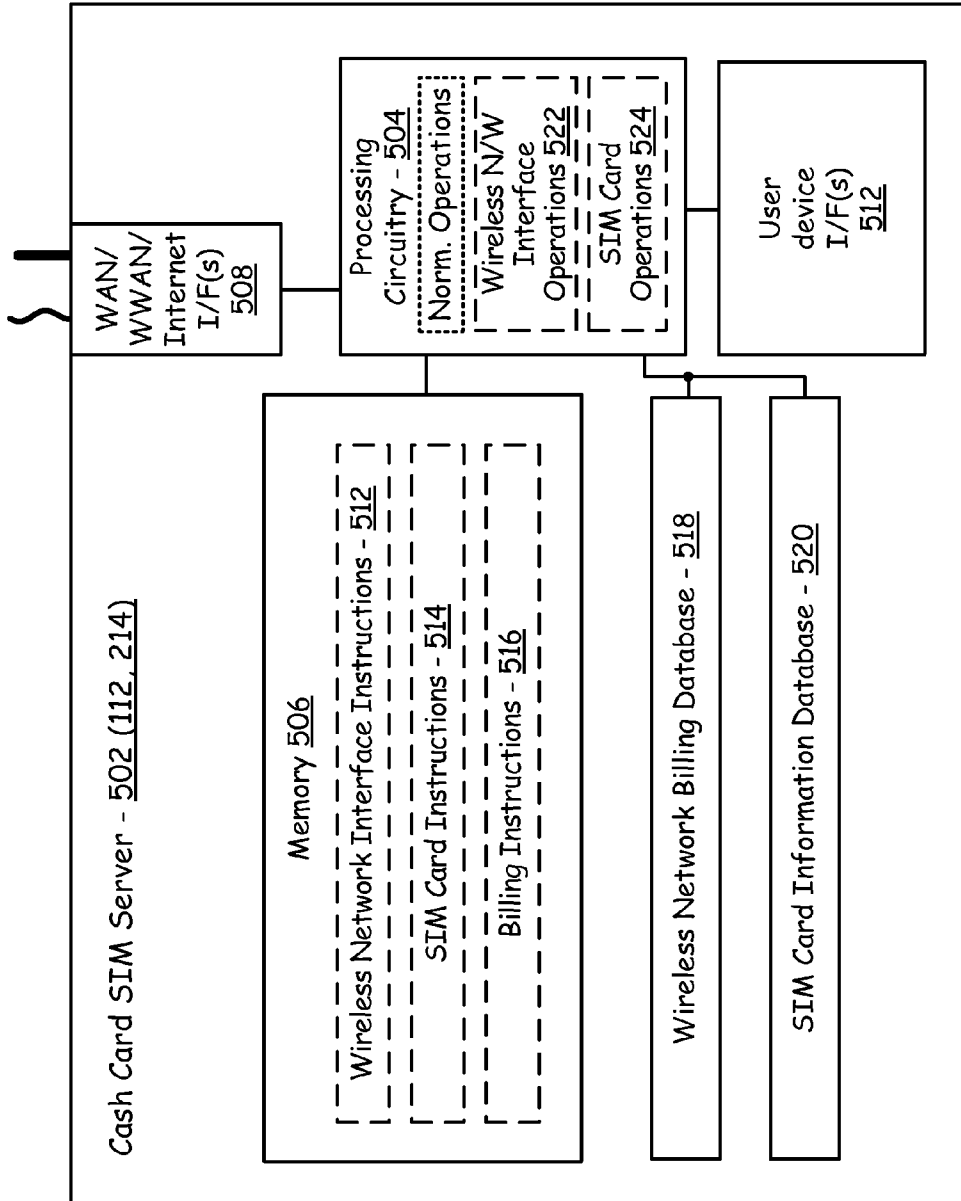 Cash Card SIM Server - 502 (112, 214)
Memory 506
Wireless Network Interface Instructions - 512
SIM Card Instructions - 514
Billing Instructions - 516
Wireless Network Billing Database - 518
SIM Card Information Database - 520
WAN/
WWAN/
Internet
I/F(s)
508
Processing
Circuitry - 504
Norm. Operations
Wireless N/W
Interface
Operations 522
SIM Card
Operations 524
User
device
I/F(s)
512